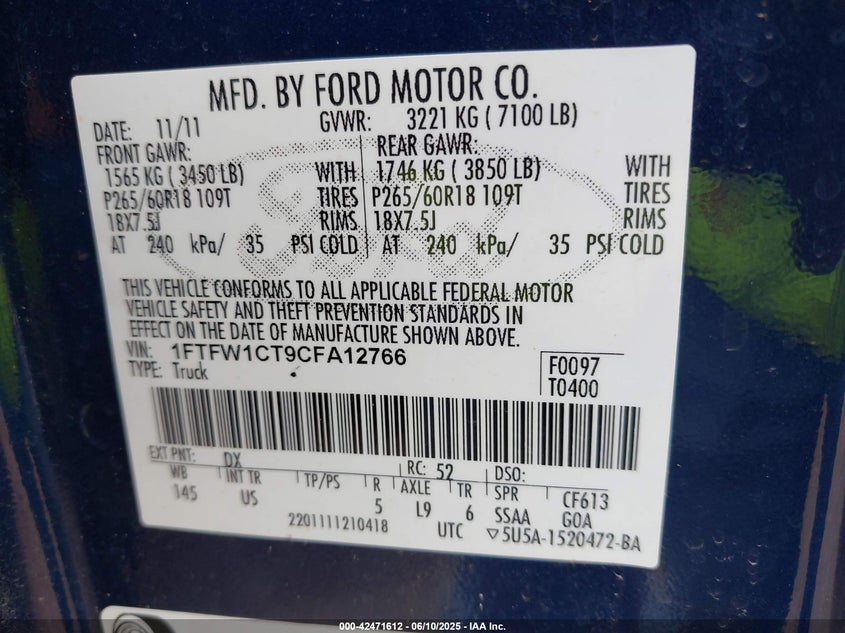 MFD. BY FORD MOTOR CO.
DATE: 11/11 GVWR: 3221 KG ( 7100 LB)
FRONT GAWR: REAR GAWR:
1565 KG ( 3450 LB) WITH 1746 KG ( 3850 LB) WITH
P265/60R18 109T TIRES P265/60R18 109T TIRES
18X7.5J RIMS 18X7.5J RIMS
AT 240 kPa/ 35 PSI COLD AT 240 kPa/ 35 PSI COLD
THIS VEHICLE CONFORMS TO ALL APPLICABLE FEDERAL MOTOR
VEHICLE SAFETY AND THEFT PREVENTION STANDARDS IN
EFFECT ON THE DATE OF MANUFACTURE SHOWN ABOVE.
VIN: 1FTFW1CT9CFA12766 F0097
TYPE: Truck T0400
EXT PNT: DX RC: 52 DSO:
WB INT TR TP/PS R AXLE TR SPR CF613
145 US 5 L9 6 SSAA GOA
2201111210418 UTC ▽5U5A-1520472-BA
000-42471612 - 06/10/2025 - IAA Inc.